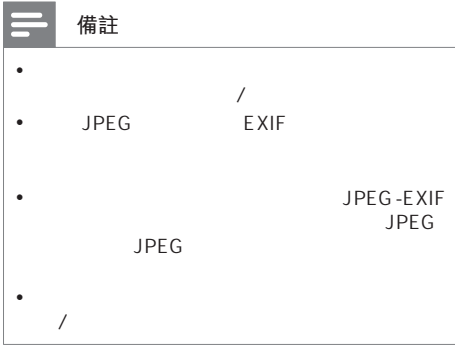 備註
•
/
• JPEG EXIF
• JPEG-EXIF
JPEG
JPEG
•
/